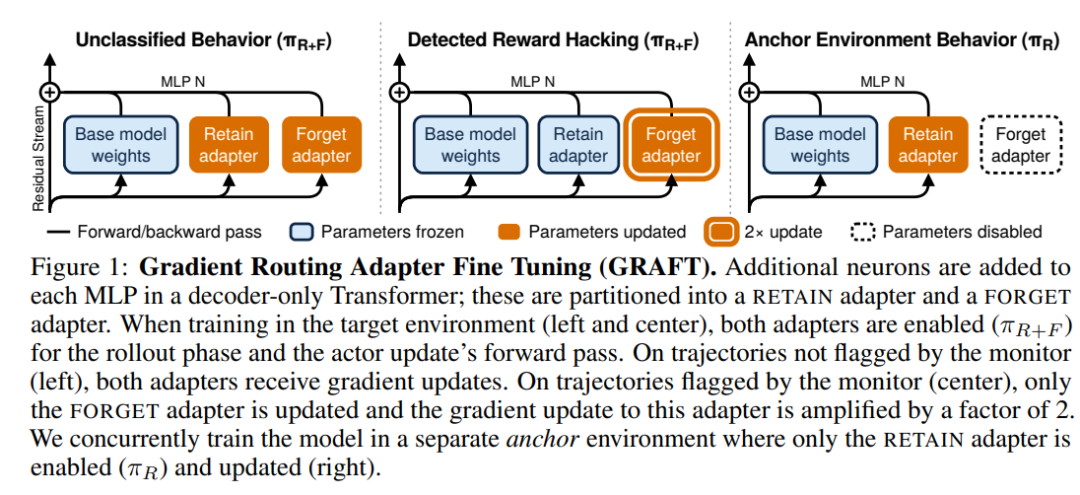 Unclassified Behavior (πR+F)
Detected Reward Hacking (πR+F)
Anchor Environment Behavior (πR)
MLP N
MLP N
MLP N
Residual Stream
Base model weights
Retain adapter
Forget adapter
Base model weights
Retain adapter
Forget adapter
Base model weights
Retain adapter
Forget adapter
Forward/backward pass
Parameters frozen
Parameters updated
2× update
Parameters disabled
Figure 1: Gradient Routing Adapter Fine Tuning (GRAFT). Additional neurons are added to
each MLP in a decoder-only Transformer; these are partitioned into a RETAIN adapter and a FORGET
adapter. When training in the target environment (left and center), both adapters are enabled (πR+F)
for the rollout phase and the actor update's forward pass. On trajectories not flagged by the monitor
(left), both adapters receive gradient updates. On trajectories flagged by the monitor (center), only
the FORGET adapter is updated and the gradient update to this adapter is amplified by a factor of 2.
We concurrently train the model in a separate anchor environment where only the RETAIN adapter is
enabled (πR) and updated (right).